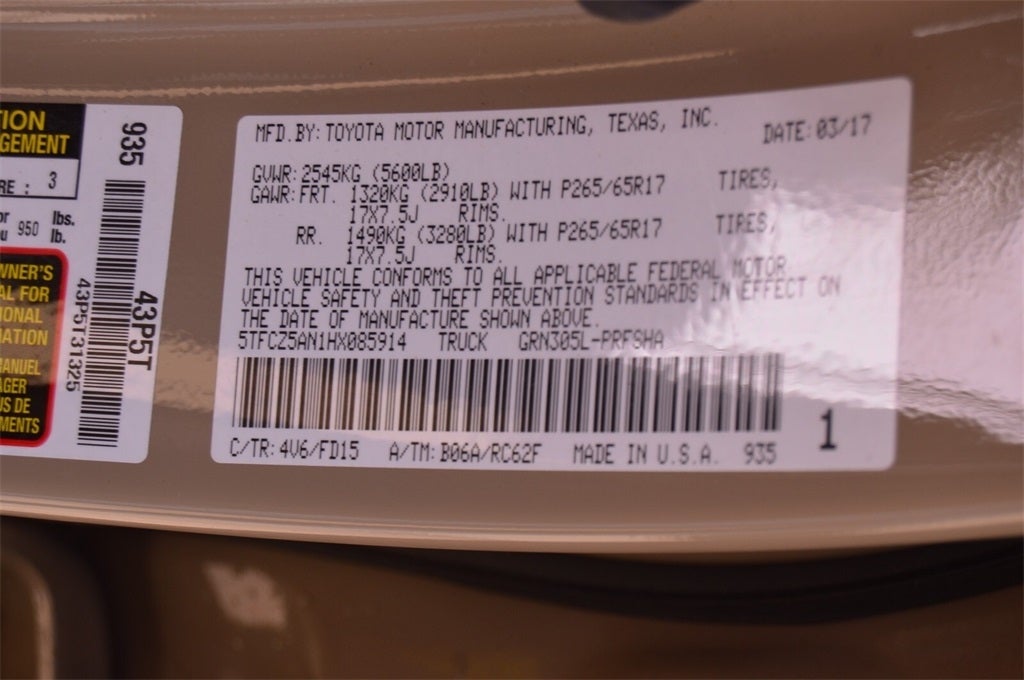 TION
GEMENT
RE : 3
or lbs.
u 950 lb.
WNER'S
AL FOR
IONAL
MATION
MANUEL
AGER
US DE
MENTS
935
43P5T31325
43P5T
MFD.BY: TOYOTA MOTOR MANUFACTURING, TEXAS, INC. DATE: 03/17
GVWR: 2545KG (5600LB)
GAWR: FRT. 1320KG (2910LB) WITH P265/65R17 TIRES,
17X7.5J RIMS.
RR. 1490KG (3280LB) WITH P265/65R17 TIRES,
17X7.5J RIMS.
THIS VEHICLE CONFORMS TO ALL APPLICABLE FEDERAL MOTOR
VEHICLE SAFETY AND THEFT PREVENTION STANDARDS IN EFFECT ON
THE DATE OF MANUFACTURE SHOWN ABOVE.
5TFCZ5AN1HX085914 TRUCK GRN305L-PRFSHA
1
C/TR: 4V6/FD15 A/TM: B06A/RC62F MADE IN U.S.A. 935